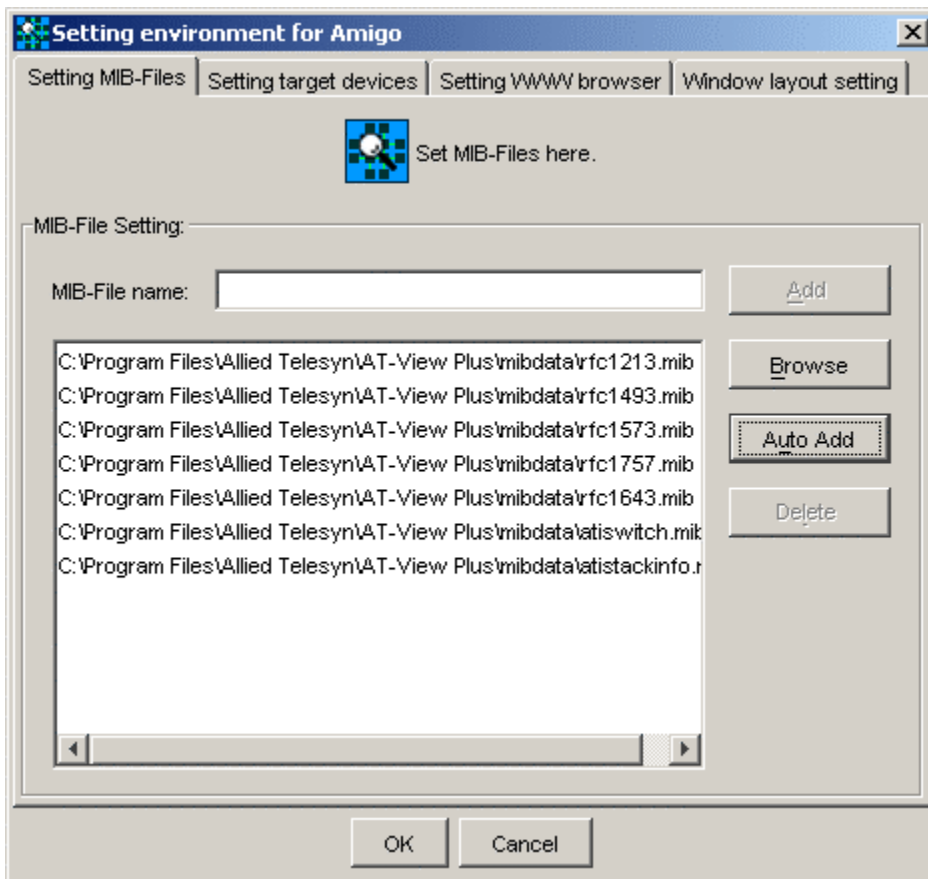 Setting environment for Amigo
Setting MIB-Files Setting target devices Setting WWW browser Window layout setting
Set MIB-Files here.
MIB-File Setting:
MIB-File name: Add
C:\Program Files\Allied Telesyn\AT-View Plus\mibdata\rfc1213.mib
Browse
C:\Program Files\Allied Telesyn\AT-View Plus\mibdata\rfc1493.mib
C:\Program Files\Allied Telesyn\AT-View Plus\mibdata\rfc1573.mib
Auto Add
C:\Program Files\Allied Telesyn\AT-View Plus\mibdata\rfc1757.mib
C:\Program Files\Allied Telesyn\AT-View Plus\mibdata\rfc1643.mib
Delete
C:\Program Files\Allied Telesyn\AT-View Plus\mibdata\atiswitch.mib
C:\Program Files\Allied Telesyn\AT-View Plus\mibdata\atistackinfo.
OK Cancel